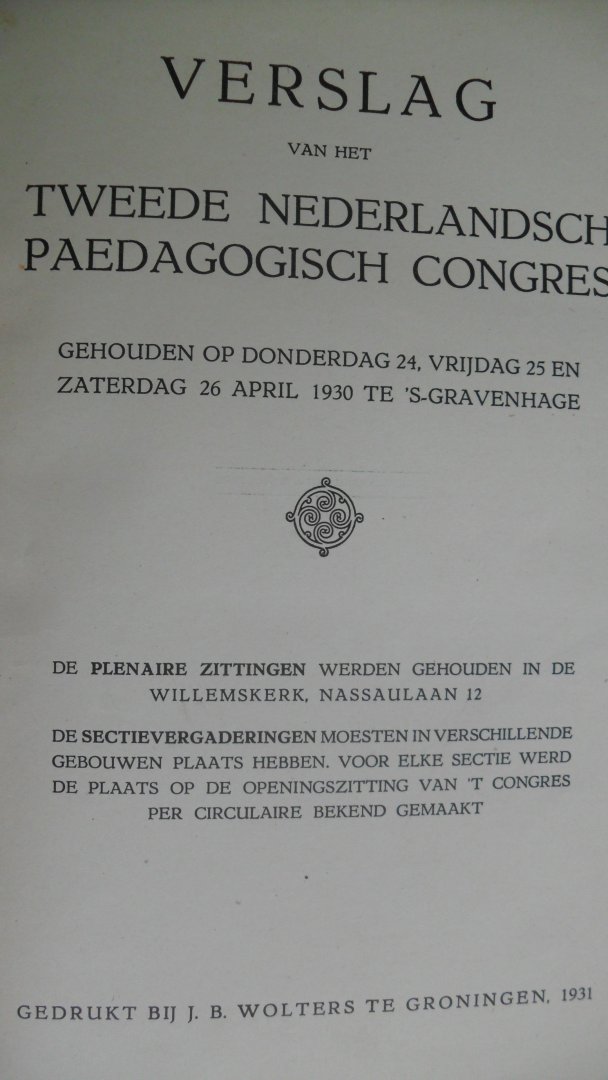 VERSLAG
VAN HET
TWEEDE NEDERLANDSCH
PAEDAGOGISCH CONGRES
GEHOUDEN OP DONDERDAG 24, VRIJDAG 25 EN
ZATERDAG 26 APRIL 1930 TE 'S-GRAVENHAGE
DE PLENAIRE ZITTINGEN WERDEN GEHOUDEN IN DE
WILLEMSKERK, NASSAULAAN 12
DE SECTIEVERGADERINGEN MOESTEN IN VERSCHILLENDE
GEBOUWEN PLAATS HEBBEN. VOOR ELKE SECTIE WERD
DE PLAATS OP DE OPENINGSZITTING VAN 'T CONGRES
PER CIRCULAIRE BEKEND GEMAAKT
GEDRUKT BIJ J. B. WOLTERS TE GRONINGEN, 1931